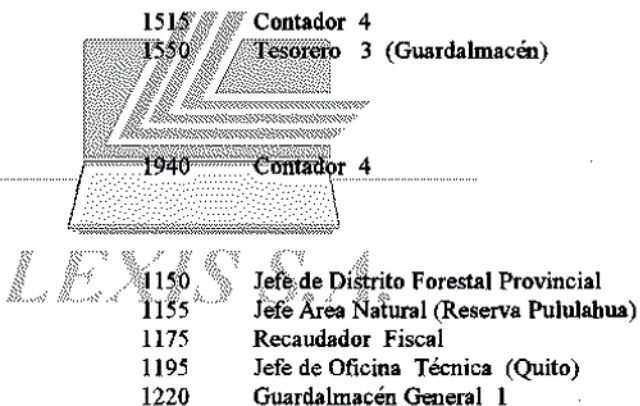 1515 Contador 4
1550 Tesorero 3 (Guardalmacén)
1940 Contador 4
LEXIS S.A.
1150 Jefe de Distrito Forestal Provincial
1155 Jefe Area Natural (Reserva Pululahua)
1175 Recaudador Fiscal
1195 Jefe de Oficina Técnica (Quito)
1220 Guardalmacén General 1